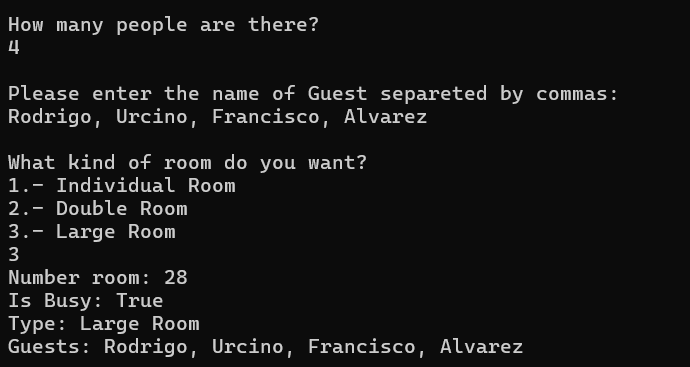 How many people are there?
4
Please enter the name of Guest separeted by commas:
Rodrigo, Urcino, Francisco, Alvarez
What kind of room do you want?
1.- Individual Room
2.- Double Room
3.- Large Room
3
Number room: 28
Is Busy: True
Type: Large Room
Guests: Rodrigo, Urcino, Francisco, Alvarez